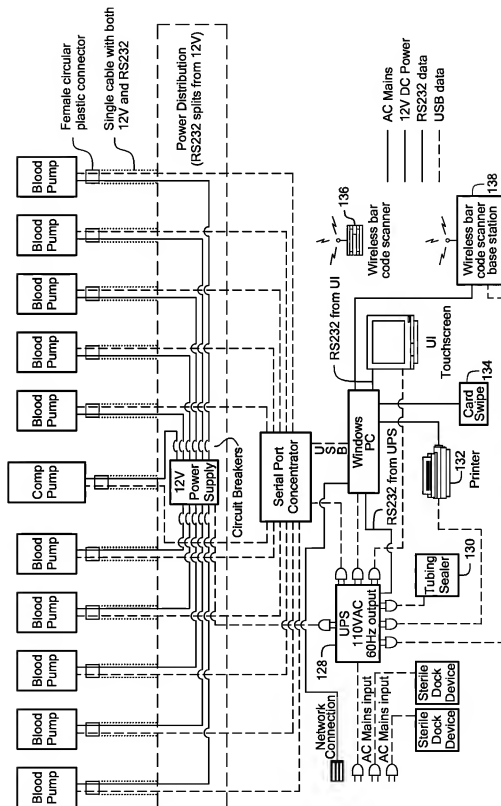 Female circular
plastic connector
Single cable with both
12V and RS232
Power Distribution
(RS232 splits from 12V)
Blood
Pump
Blood
Pump
Blood
Pump
Blood
Pump
Blood
Pump
Comp
Pump
Blood
Pump
Blood
Pump
Blood
Pump
Blood
Pump
Blood
Pump
12V
Power
Supply
Circuit Breakers
Serial Port
Concentrator
USB
Windows
PC
RS232 from UI
RS232 from UPS
UI
Touchscreen
136
Wireless bar
code scanner
AC Mains
12V DC Power
RS232 data
USB data
138
Wireless bar
code scanner
base station
134
Card
Swipe
132
Printer
130
Tubing
Sealer
128
UPS
110VAC
60Hz output
Network
Connection
AC Mains input
AC Mains input
Sterile
Dock
Device
Sterile
Dock
Device